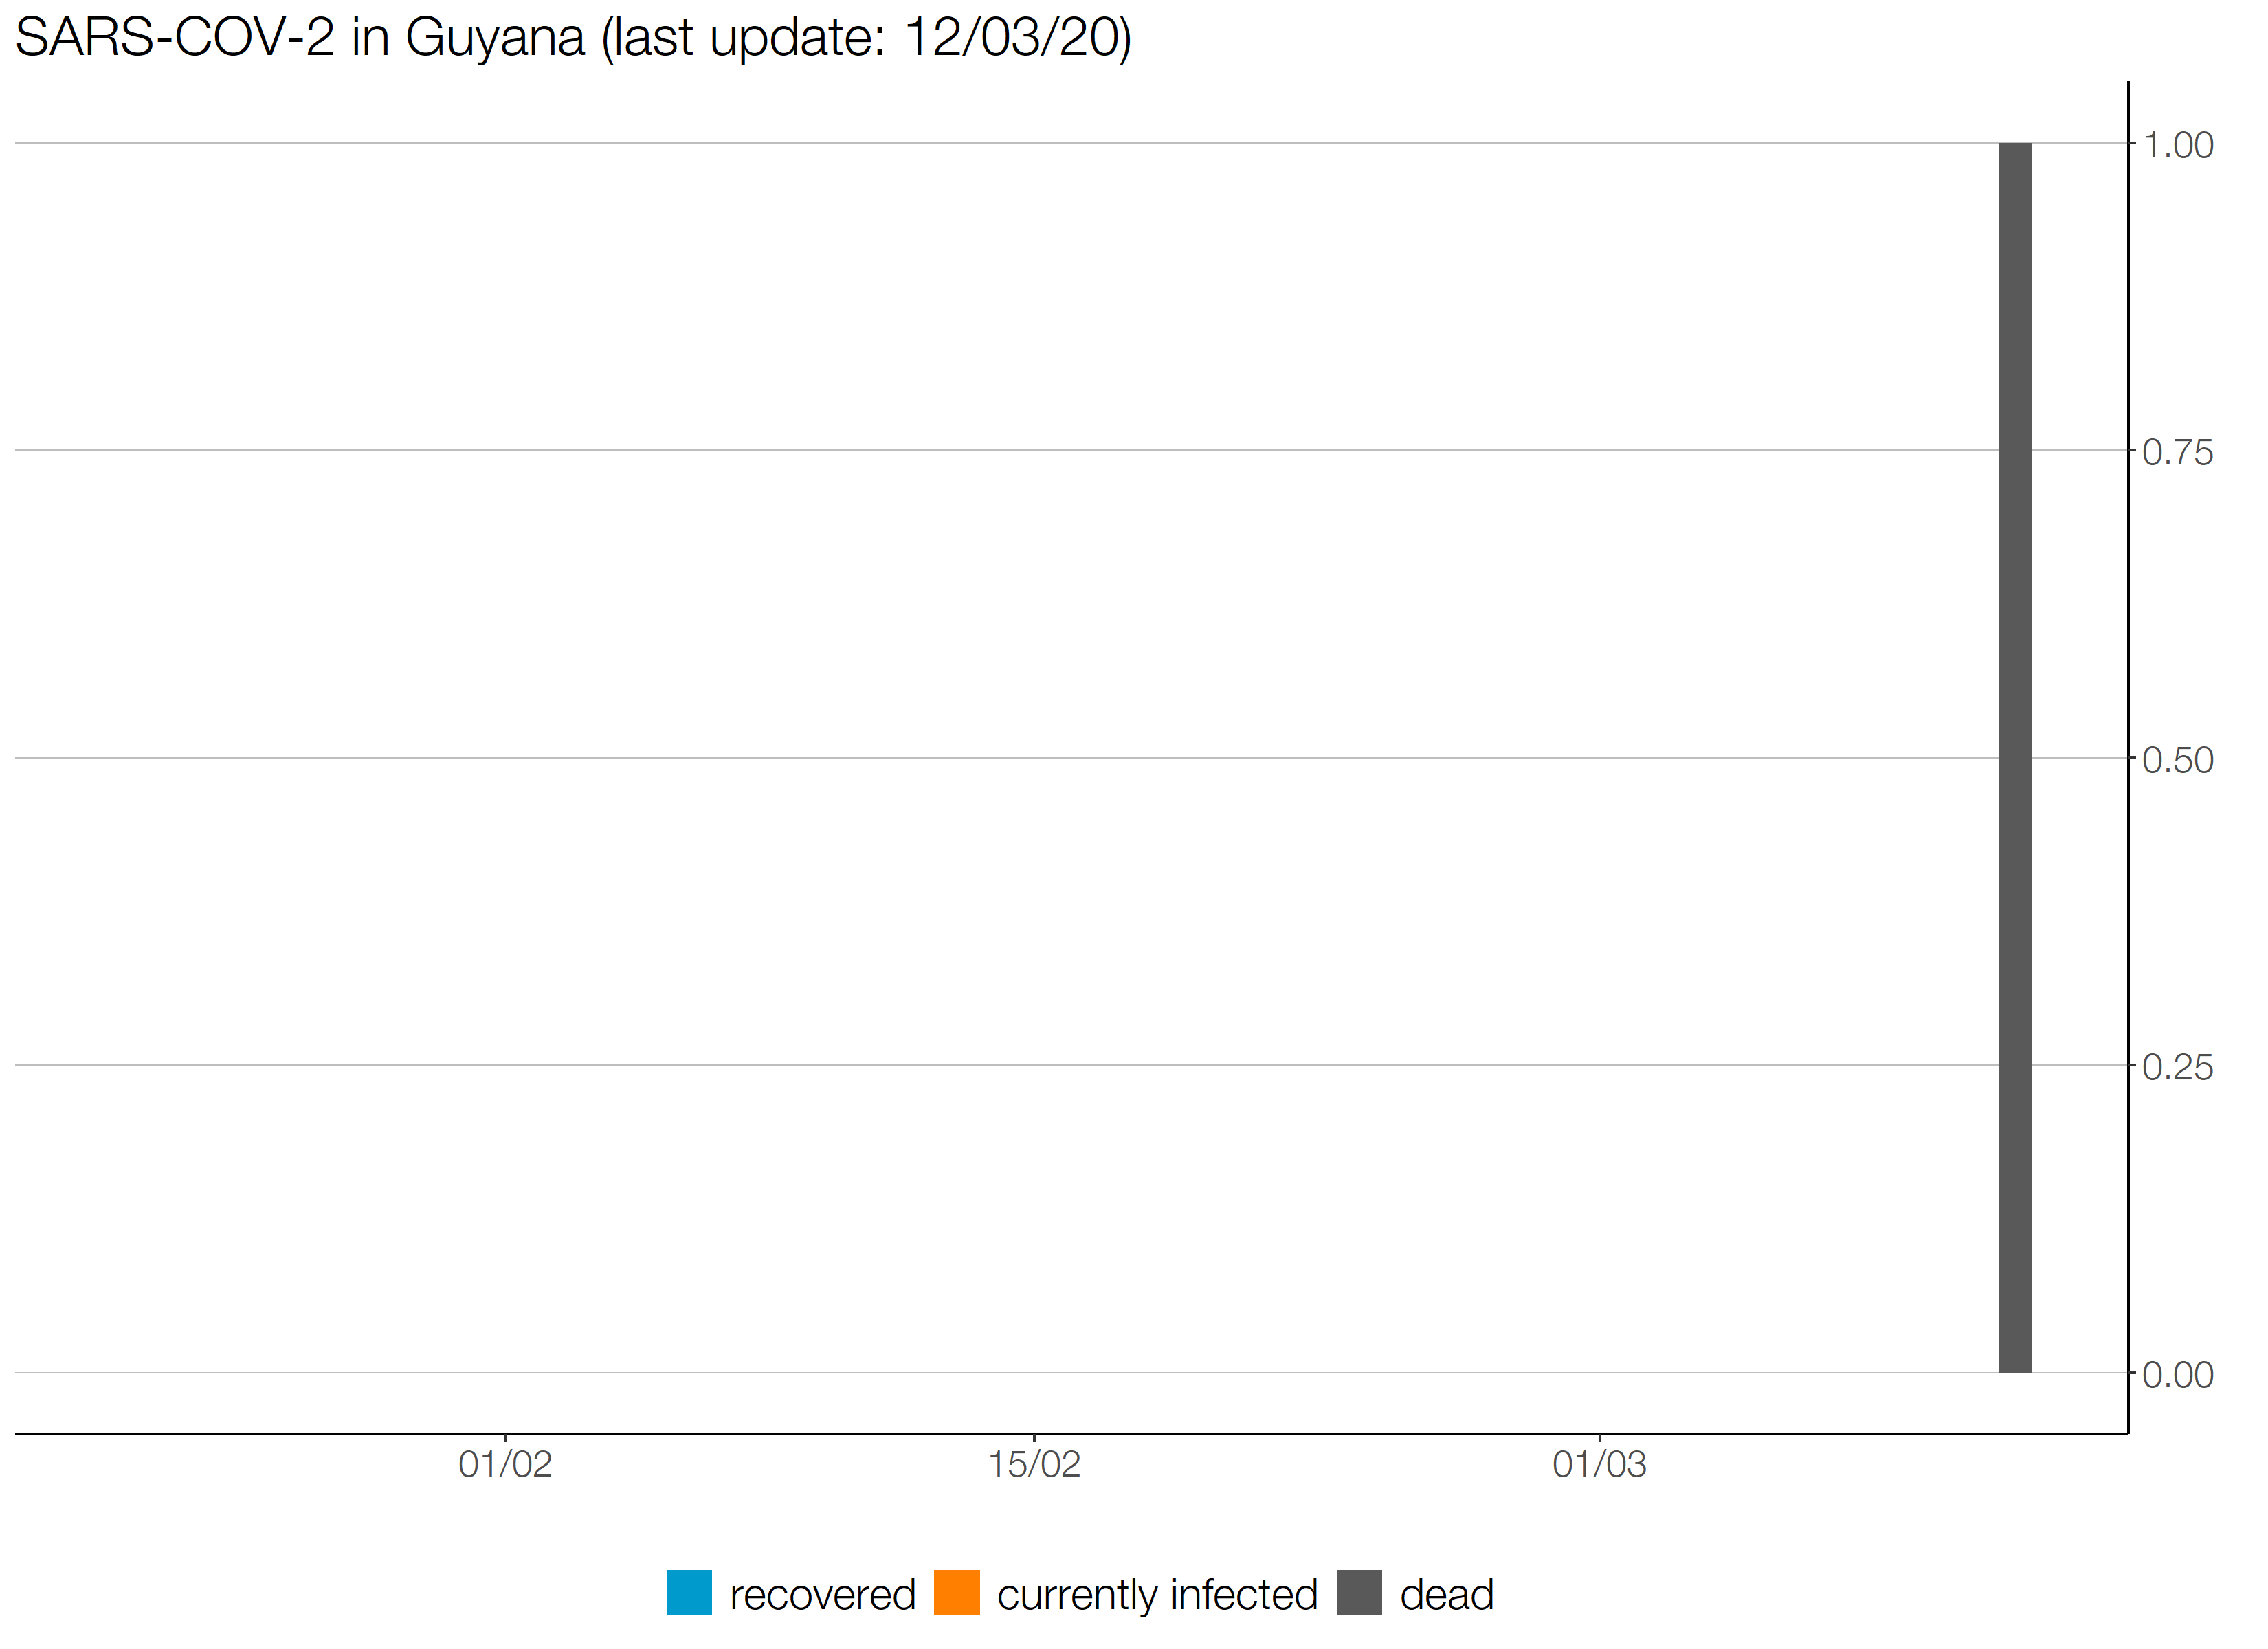 SARS-COV-2 in Guyana (last update: 12/03/20)
1.00
0.75
0.50
0.25
0.00
01/02 15/02 01/03
recovered currently infected dead